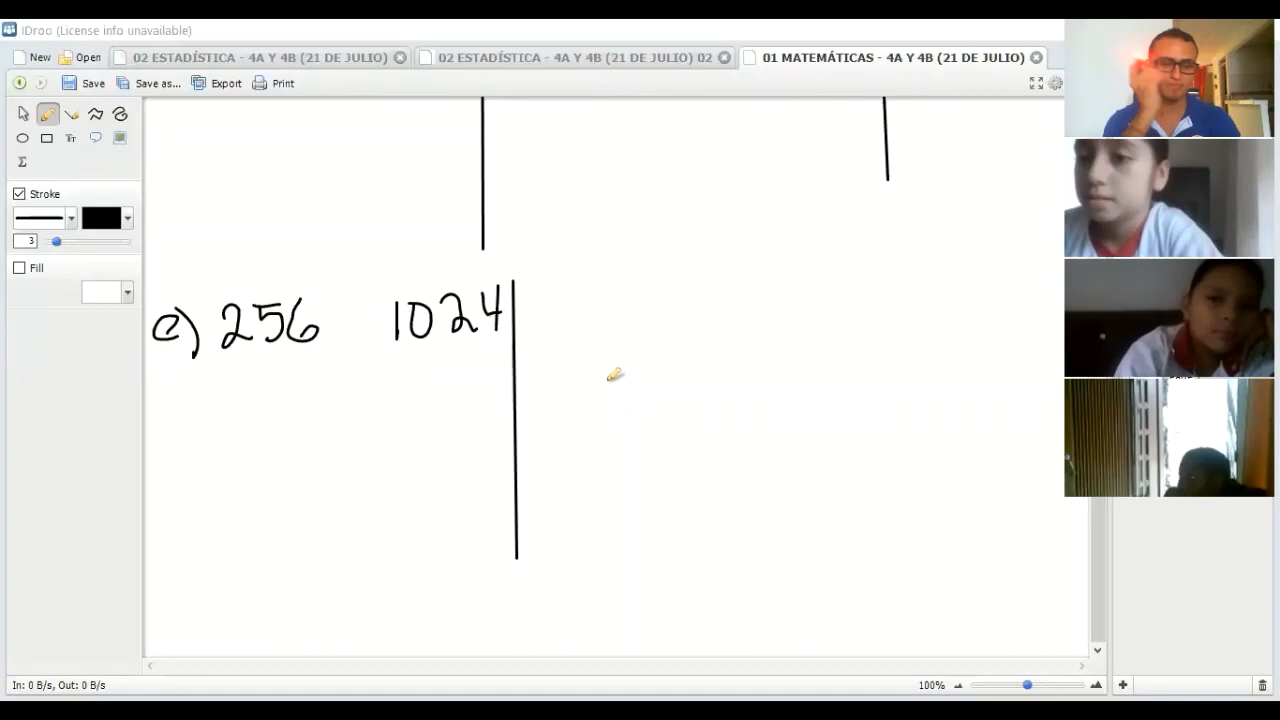 IDroo (License info unavailable)
New Open 02 ESTADÍSTICA - 4A Y 4B (21 DE JULIO) 02 ESTADÍSTICA - 4A Y 4B (21 DE JULIO) 02 01 MATEMÁTICAS - 4A Y 4B (21 DE JULIO)
Save Save as... Export Print
Tт
Σ
Stroke
3
Fill
e) 256 1024
In: 0 B/s, Out: 0 B/s 100%